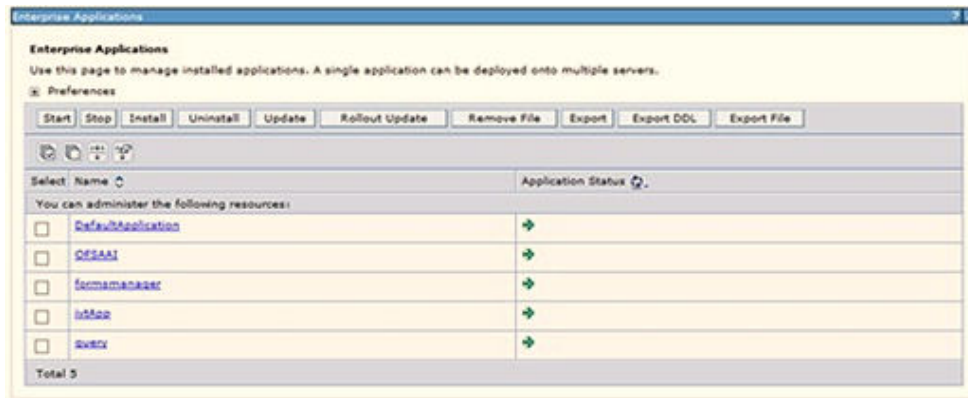 Enterprise Applications
?
Enterprise Applications
Use this page to manage installed applications. A single application can be deployed onto multiple servers.
Preferences
Start Stop Install Uninstall Update Rollout Update Remove File Export Export DDL Export File
Select Name Application Status
You can administer the following resources:
DefaultApplication
OFSAAI
formsmanager
ivtApp
query
Total 5